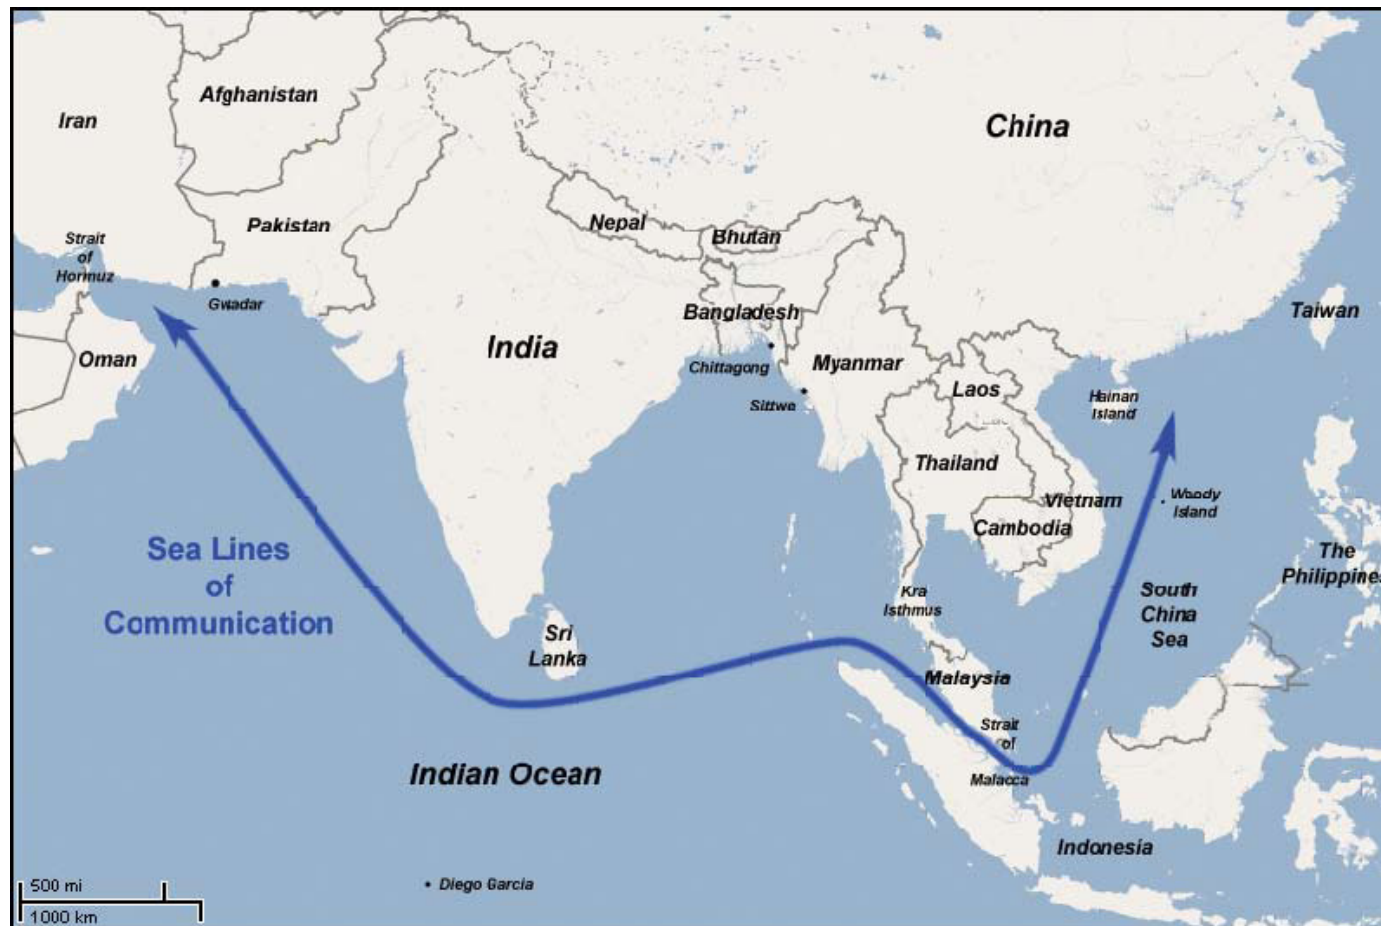 Afghanistan
Iran
China
Pakistan
Nepal
Bhutan
Strait
of
Hormuz
Gwadar
Bangladesh
Taiwan
India
Oman
Chittagong
Myanmar
Laos
Hainan
Island
Sittwe
Thailand
Vietnam
Woody
Island
Cambodia
Sea Lines
of
Communication
The
Philippines
Kra
Isthmus
South
China
Sea
Sri
Lanka
Malaysia
Strait
of
Malacca
Indian Ocean
Indonesia
Diego Garcia
500 mi
1000 km